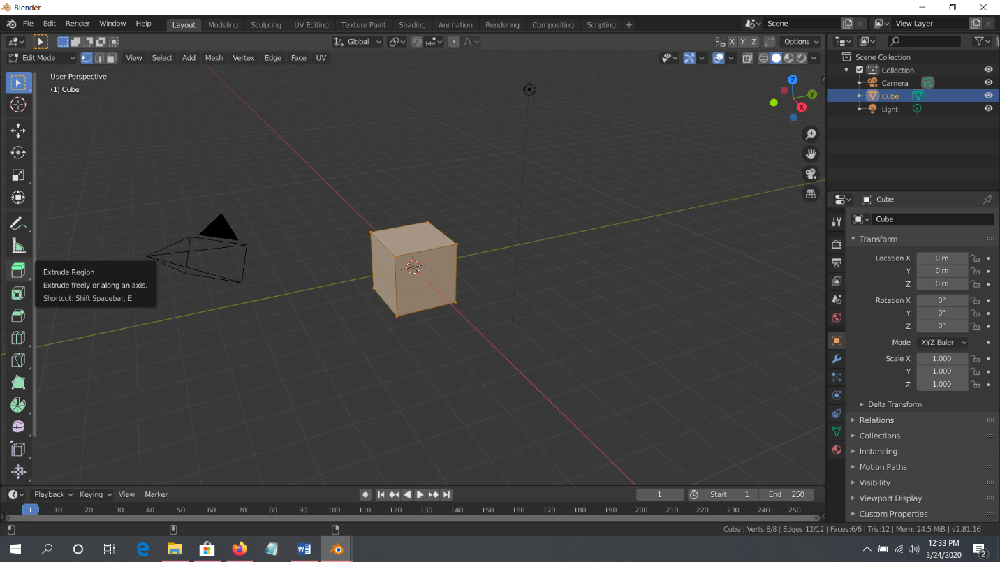 Blender
File Edit Render Window Help Layout Modeling Sculpting UV Editing Texture Paint Shading Animation Rendering Compositing Scripting + Scene View Layer
Global X Y Z Options
Edit Mode View Select Add Mesh Vertex Edge Face UV
User Perspective
(1) Cube
Z
Y
X
Extrude Region
Extrude freely or along an axis.
Shortcut: Shift Spacebar, E
Scene Collection
Collection
Camera
Cube
Light
Cube
Cube
Transform
Location X 0 m
Y 0 m
Z 0 m
Rotation X 0°
Y 0°
Z 0°
Mode XYZ Euler
Scale X 1.000
Y 1.000
Z 1.000
Delta Transform
Relations
Collections
Instancing
Motion Paths
Visibility
Viewport Display
Custom Properties
Playback Keying View Marker 1 Start 1 End 250
1 10 20 30 40 50 60 70 80 90 100 110 120 130 140 150 160 170 180 190 200 210 220 230 240 250
Cube | Verts:8/8 | Edges:12/12 | Faces:6/6 | Tris:12 | Mem: 24.5 MiB | v2.81.16
12:33 PM
3/24/2020
2